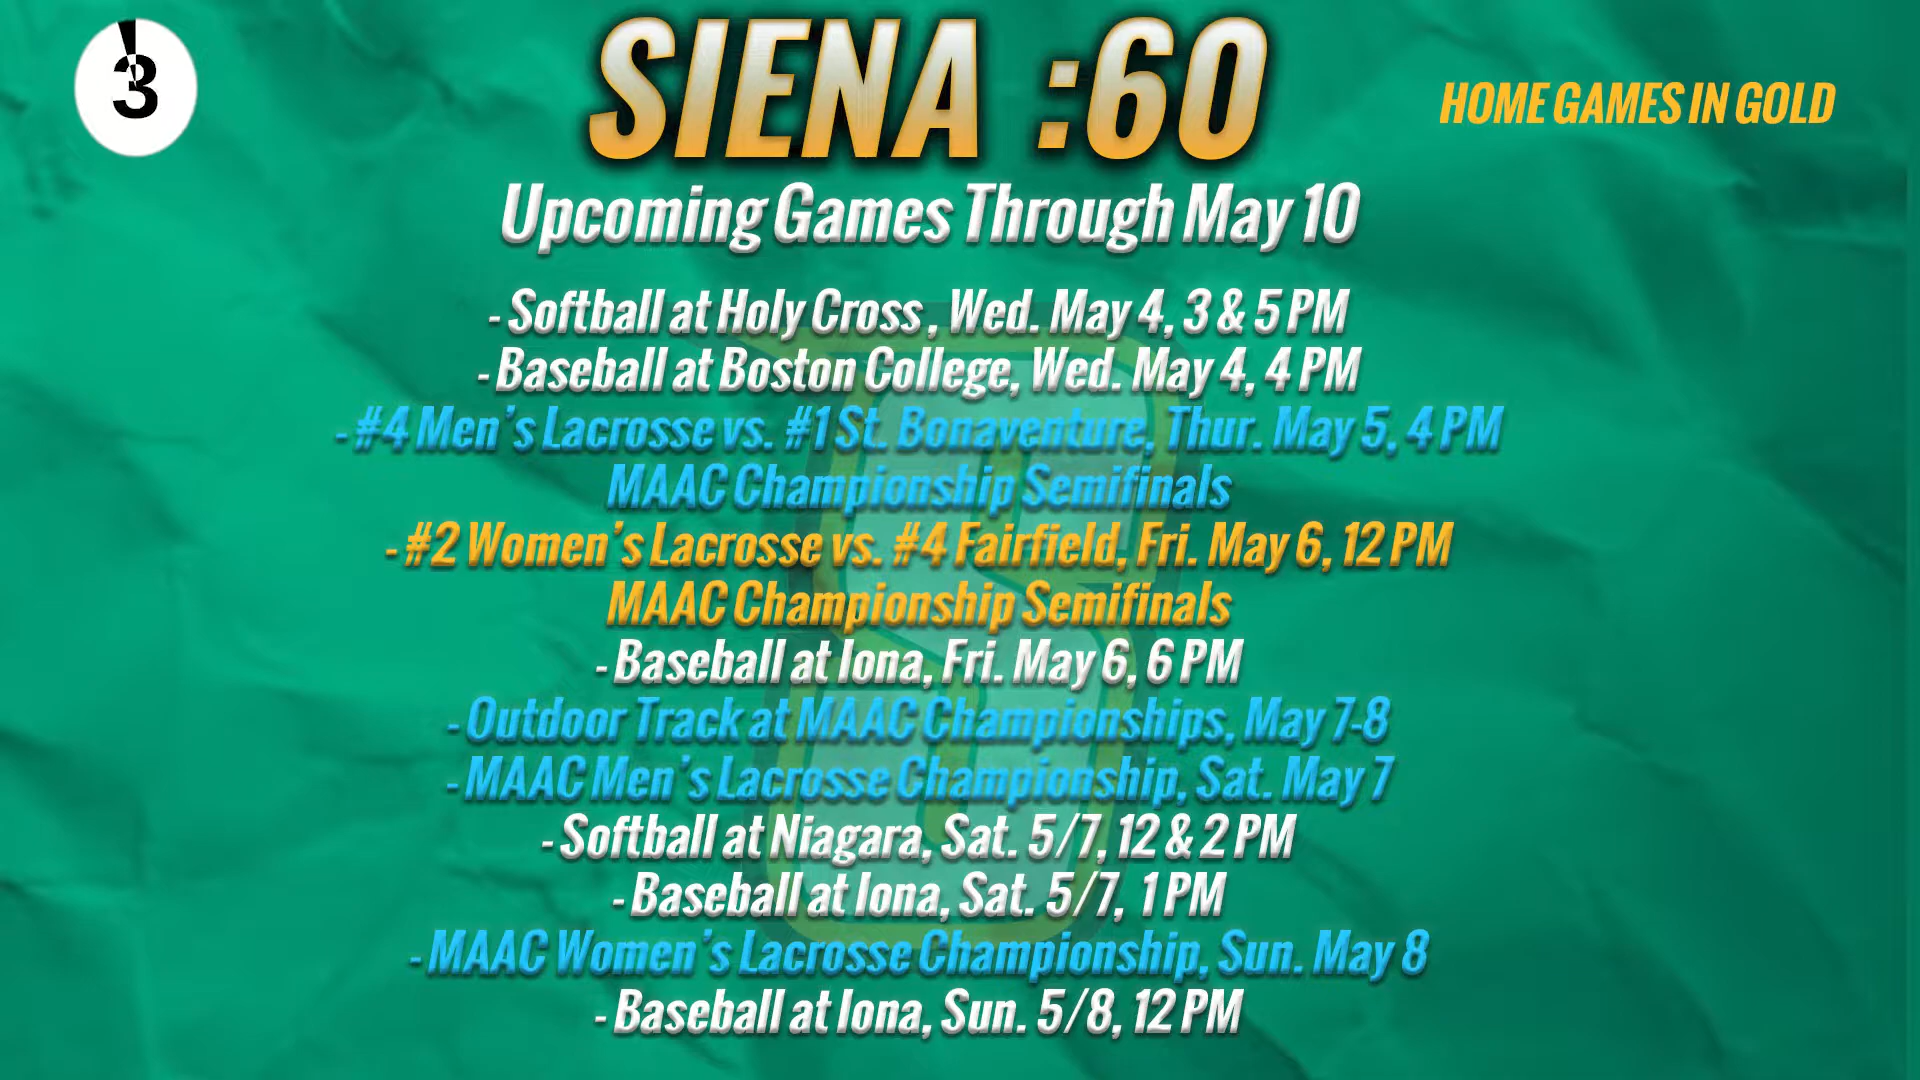 3
SIENA :60
HOME GAMES IN GOLD
Upcoming Games Through May 10
- Softball at Holy Cross , Wed. May 4, 3 & 5 PM
- Baseball at Boston College, Wed. May 4, 4 PM
- #4 Men's Lacrosse vs. #1 St. Bonaventure, Thur. May 5, 4 PM
MAAC Championship Semifinals
- #2 Women's Lacrosse vs. #4 Fairfield, Fri. May 6, 12 PM
MAAC Championship Semifinals
- Baseball at Iona, Fri. May 6, 6 PM
- Outdoor Track at MAAC Championships, May 7-8
- MAAC Men's Lacrosse Championship, Sat. May 7
- Softball at Niagara, Sat. 5/7, 12 & 2 PM
- Baseball at Iona, Sat. 5/7, 1 PM
- MAAC Women's Lacrosse Championship, Sun. May 8
- Baseball at Iona, Sun. 5/8, 12 PM